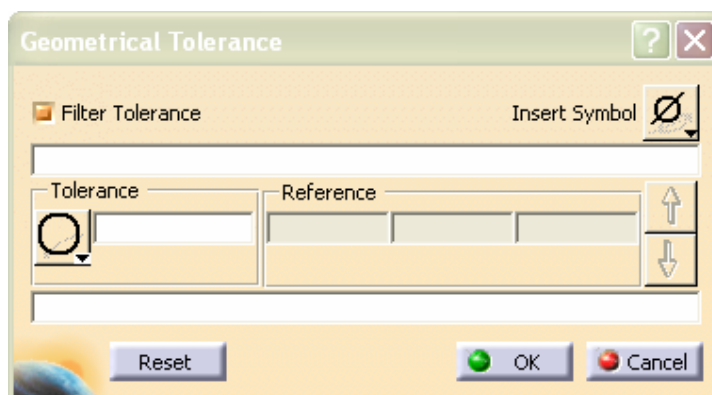 Geometrical Tolerance
Filter Tolerance Insert Symbol Ø
Tolerance Reference
Reset OK Cancel